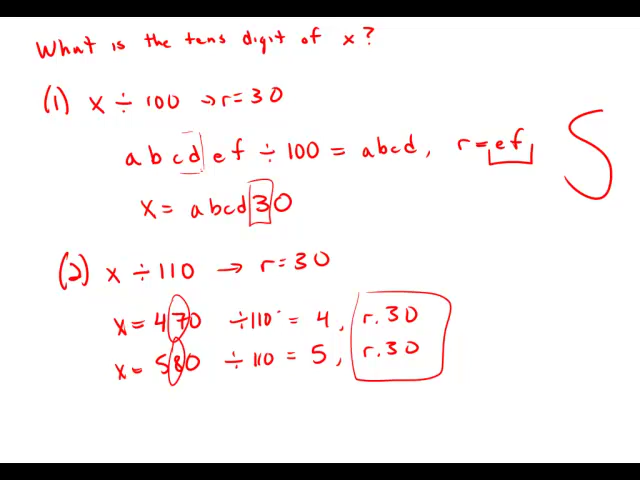 What is the tens digit of x?
(1) x ÷ 100 → r = 30
abcdef ÷ 100 = abcd, r = ef
x = abcd30
(2) x ÷ 110 → r = 30
x = 470 ÷ 110 = 4, r. 30
x = 580 ÷ 110 = 5, r. 30